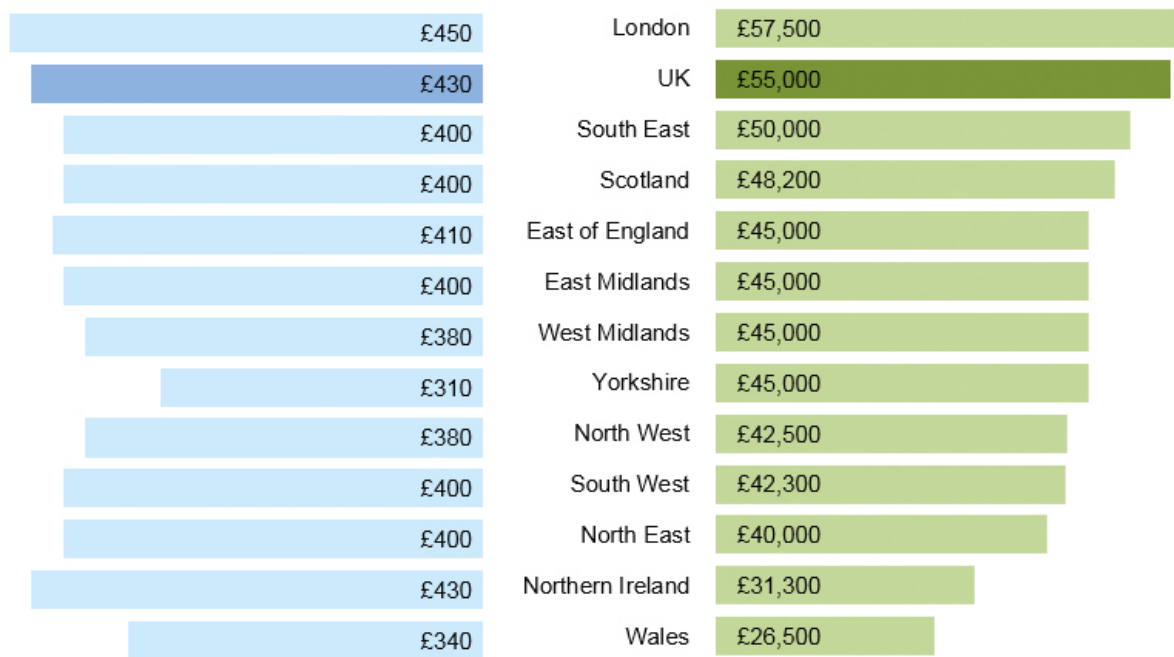 £450 London £57,500
£430 UK £55,000
£400 South East £50,000
£400 Scotland £48,200
£410 East of England £45,000
£400 East Midlands £45,000
£380 West Midlands £45,000
£310 Yorkshire £45,000
£380 North West £42,500
£400 South West £42,300
£400 North East £40,000
£430 Northern Ireland £31,300
£340 Wales £26,500